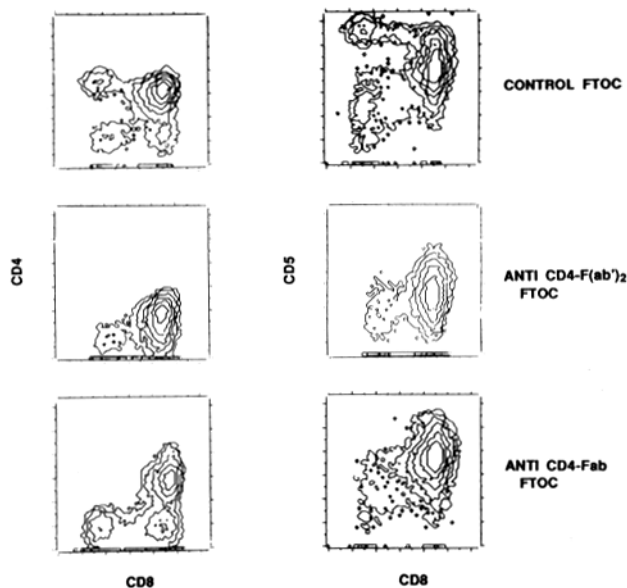 CONTROL FTOC
CD4
CD5
ANTI CD4-F(ab')2
FTOC
ANTI CD4-Fab
FTOC
CD8
CD8